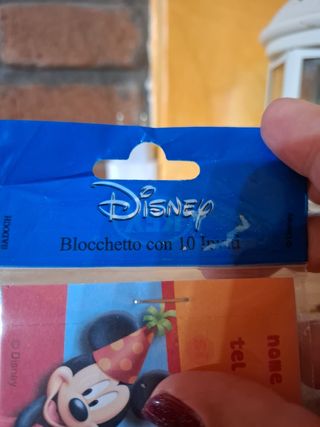 Disney
Blocchetto con 10 Inviti
© Disney
nome
tel